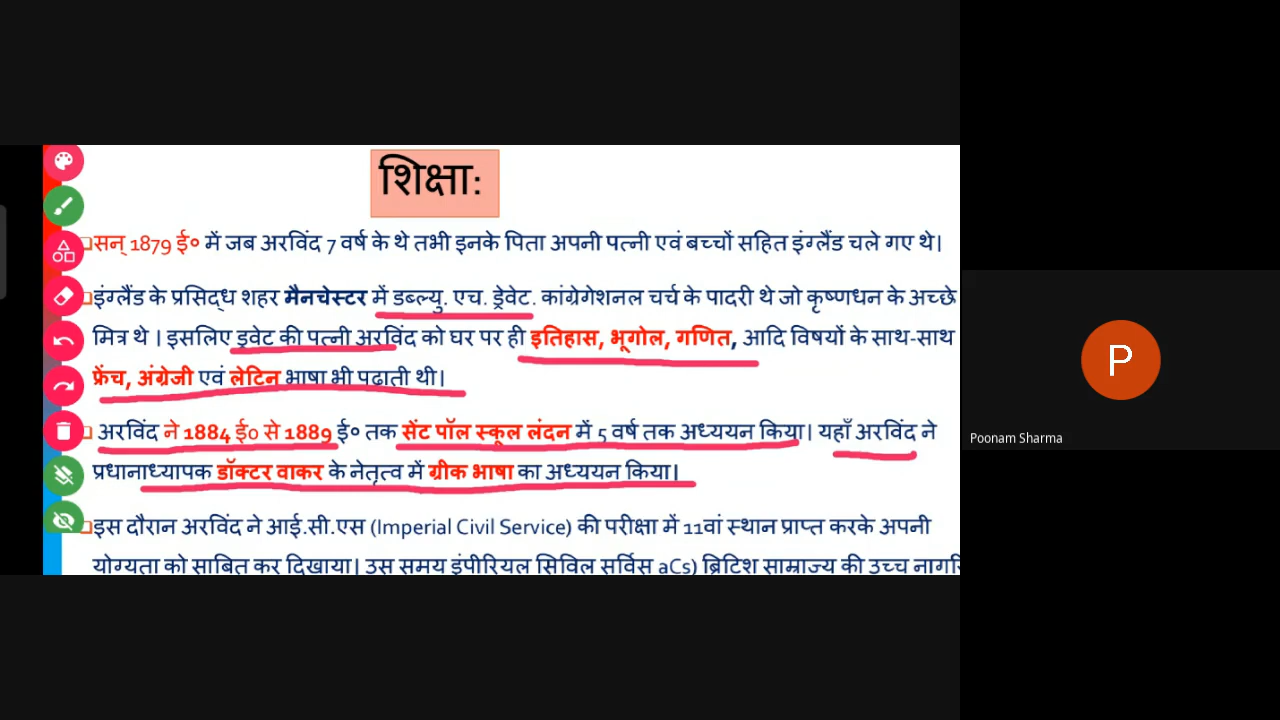 शिक्षा:
सन् 1879 ई० में जब अरविंद 7 वर्ष के थे तभी इनके पिता अपनी पत्नी एवं बच्चों सहित इंग्लैंड चले गए थे।
इंग्लैंड के प्रसिद्ध शहर मैनचेस्टर में डब्ल्यु. एच. ड्रेवेट. कांग्रेगेशनल चर्च के पादरी थे जो कृष्णधन के अच्छे
मित्र थे । इसलिए ड्रवेट की पत्नी अरविंद को घर पर ही इतिहास, भूगोल, गणित, आदि विषयों के साथ-साथ
फ्रेंच, अंग्रेजी एवं लेटिन भाषा भी पढ़ाती थी।
अरविंद ने 1884 ई0 से 1889 ई० तक सेंट पॉल स्कूल लंदन में 5 वर्ष तक अध्ययन किया। यहाँ अरविंद ने
प्रधानाध्यापक डॉक्टर वाकर के नेतृत्व में ग्रीक भाषा का अध्ययन किया।
इस दौरान अरविंद ने आई.सी.एस (Imperial Civil Service) की परीक्षा में 11वां स्थान प्राप्त करके अपनी
योग्यता को साबित कर दिखाया। उस समय इंपीरियल सिविल सर्विस aCs) ब्रिटिश साम्राज्य की उच्च
P
Poonam Sharma